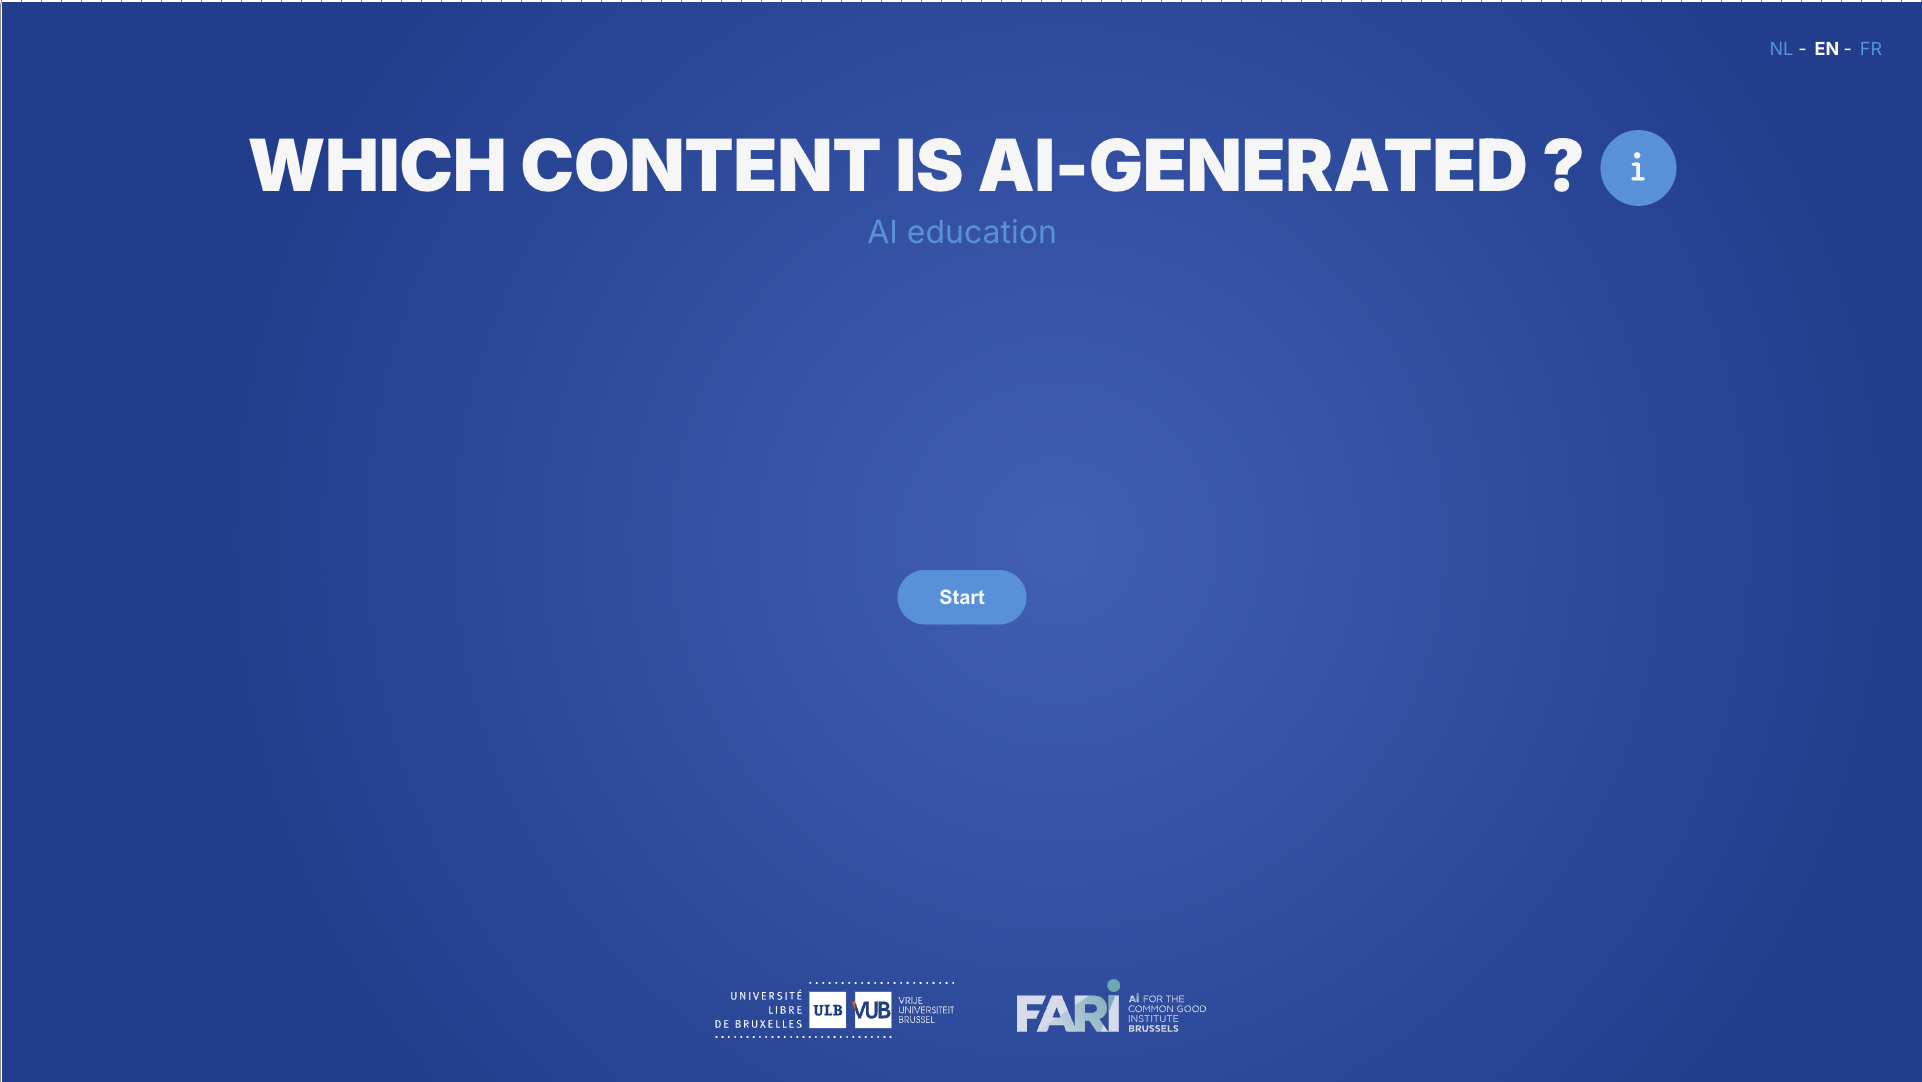 NL - EN - FR
WHICH CONTENT IS AI-GENERATED ? i
AI education
Start
UNIVERSITÉ
LIBRE
DE BRUXELLES
ULB
VUB
VRIJE
UNIVERSITEIT
BRUSSEL
FARi
Ai FOR THE
COMMON GOOD
INSTITUTE
BRUSSELS